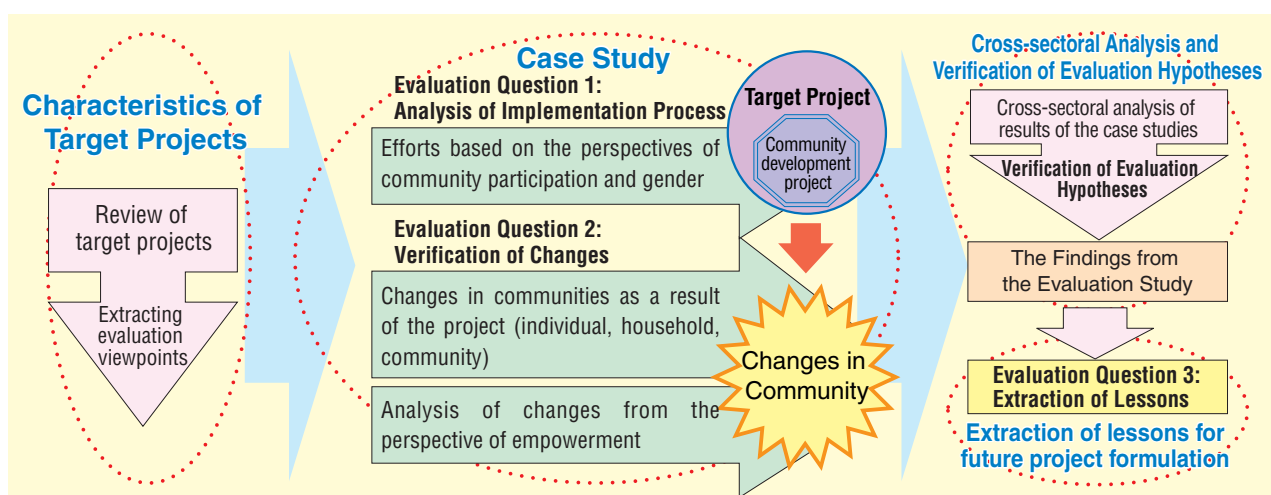 Characteristics of
Target Projects
Review of
target projects
Extracting
evaluation
viewpoints
Case Study
Evaluation Question 1:
Analysis of Implementation Process
Efforts based on the perspectives of
community participation and gender
Evaluation Question 2:
Verification of Changes
Changes in communities as a result
of the project (individual, household,
community)
Analysis of changes from the
perspective of empowerment
Target Project
Community
development
project
Changes in
Community
Cross-sectoral Analysis and
Verification of Evaluation Hypotheses
Cross-sectoral analysis of
results of the case studies
Verification of Evaluation
Hypotheses
The Findings from
the Evaluation Study
Evaluation Question 3:
Extraction of Lessons
Extraction of lessons for
future project formulation